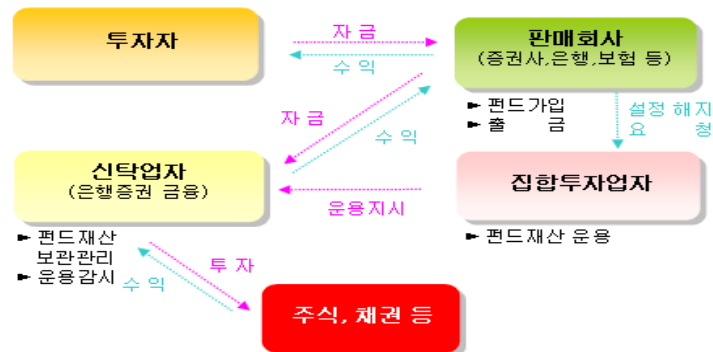 투자자
자 금
수 익
판매회사
(증권사,은행,보험 등)
► 펀드가입
► 출 금
설정 해지
요 청
자 금
수 익
신탁업자
(은행증권 금융)
► 펀드재산
보관관리
► 운용감시
운용지시
집합투자업자
► 펀드재산 운용
투 자
수 익
주식, 채권 등